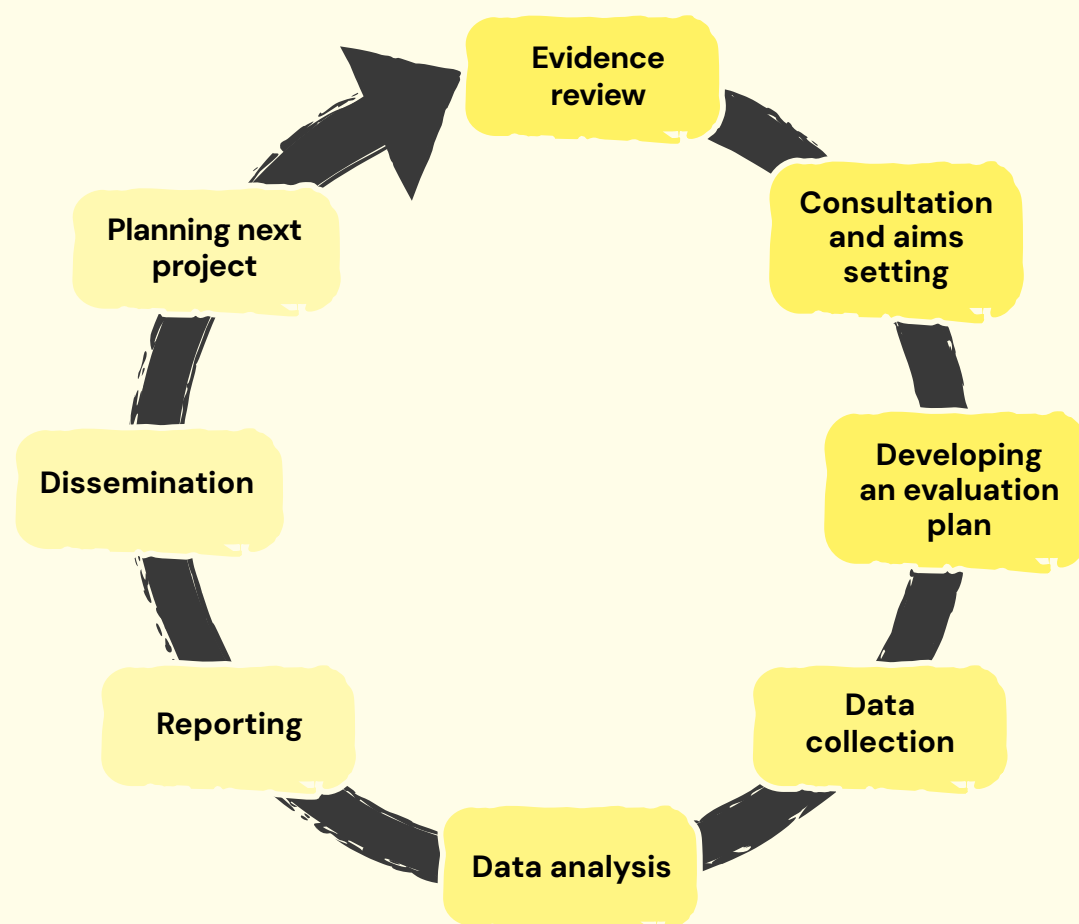 Evidence
review
Consultation
and aims
setting
Developing
an evaluation
plan
Data
collection
Data analysis
Reporting
Dissemination
Planning next
project